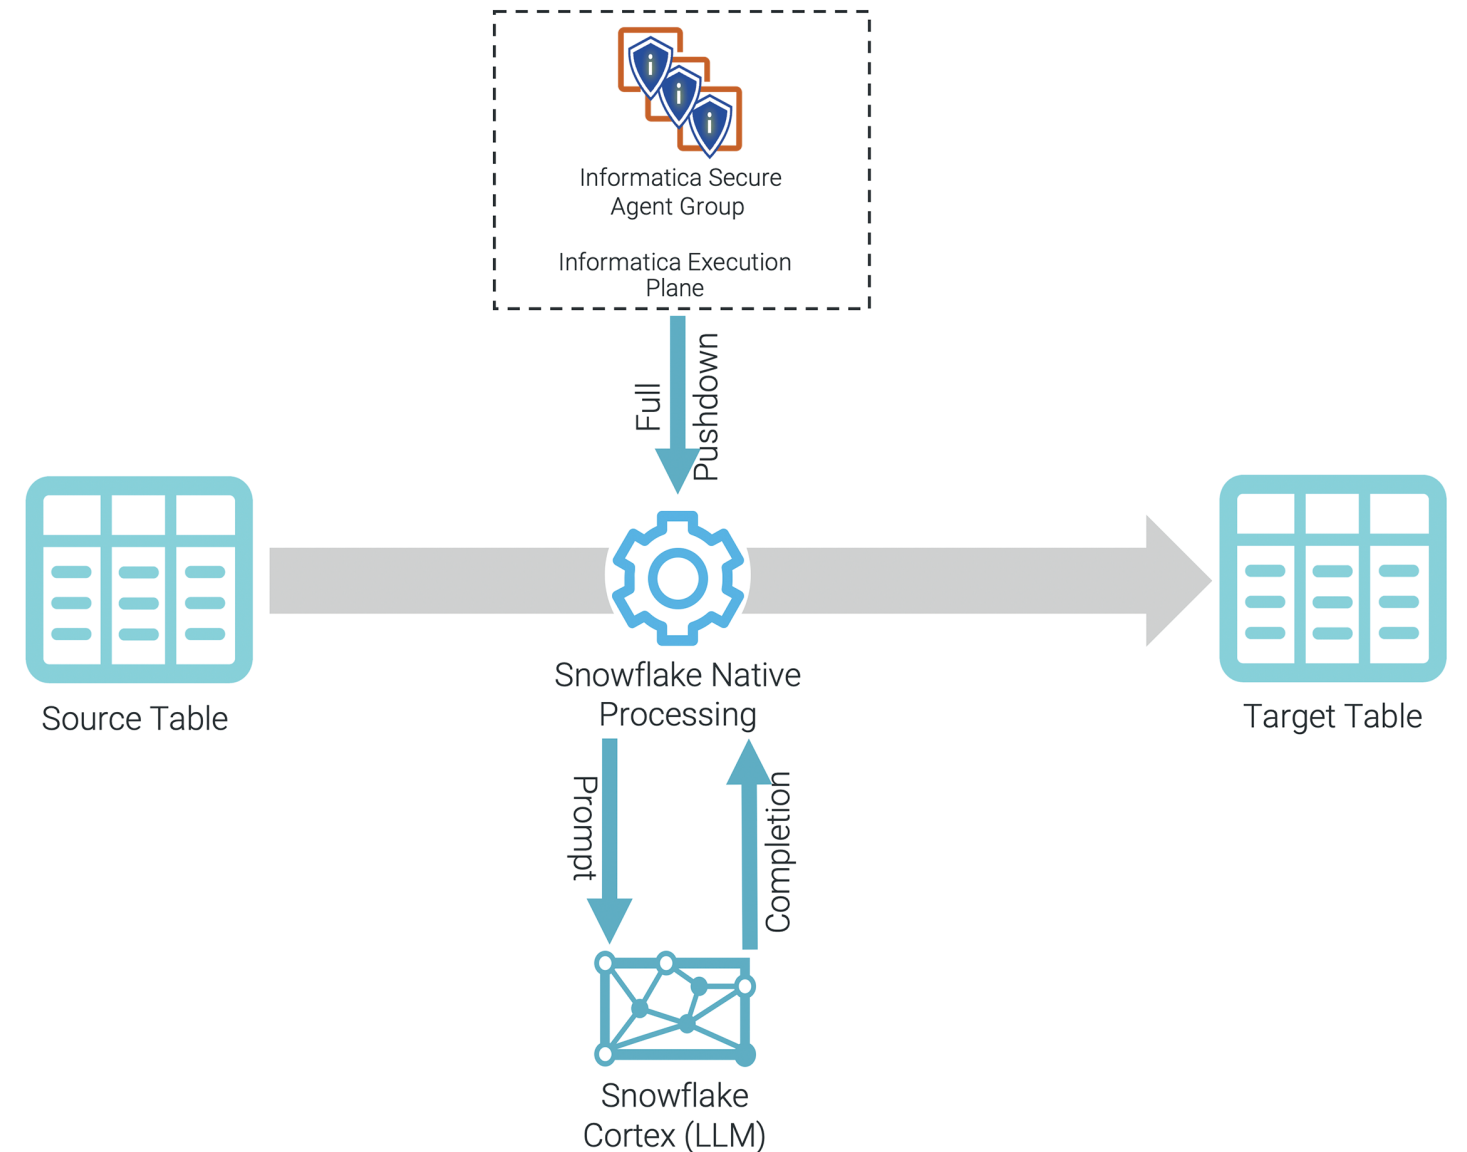 i
i
i
Informatica Secure
Agent Group
Informatica Execution
Plane
Full
Pushdown
Source Table
Snowflake Native
Processing
Target Table
Prompt
Completion
Snowflake
Cortex (LLM)